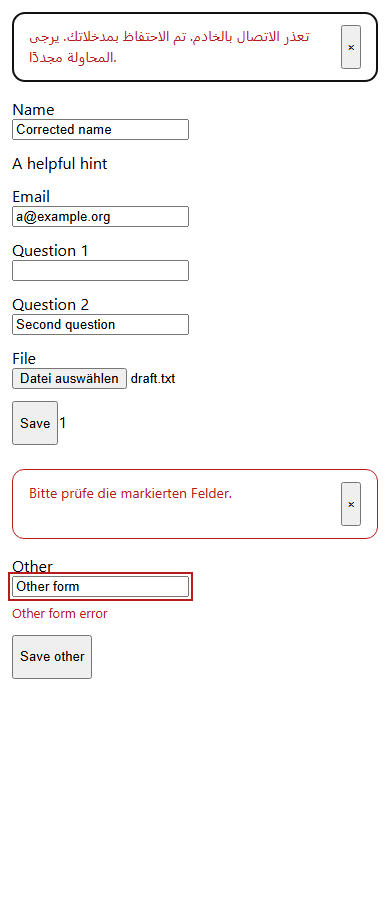 تعذر الاتصال بالخادم. تم الاحتفاظ بمدخلاتك. يرجى
المحاولة مجددًا.
×
Name
Corrected name
A helpful hint
Email
a@example.org
Question 1
Question 2
Second question
File
Datei auswählen draft.txt
Save 1
Bitte prüfe die markierten Felder.
×
Other
Other form
Other form error
Save other